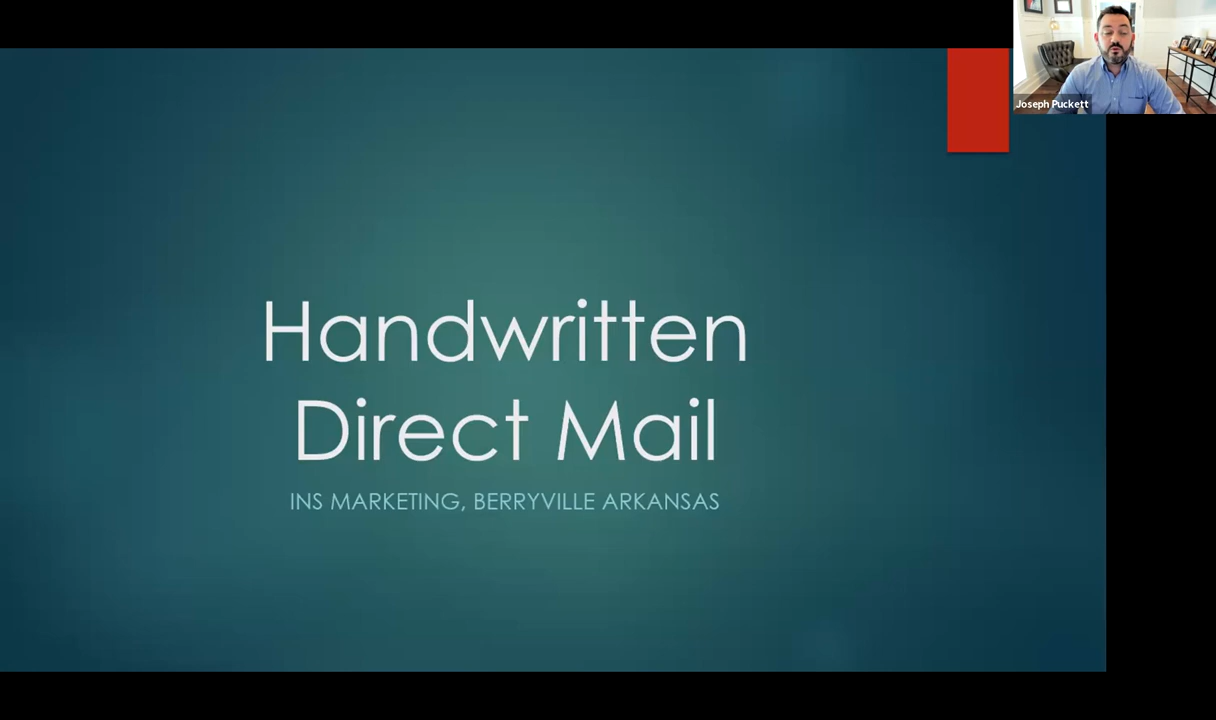 Joseph Puckett
Handwritten
Direct Mail
INS MARKETING, BERRYVILLE ARKANSAS